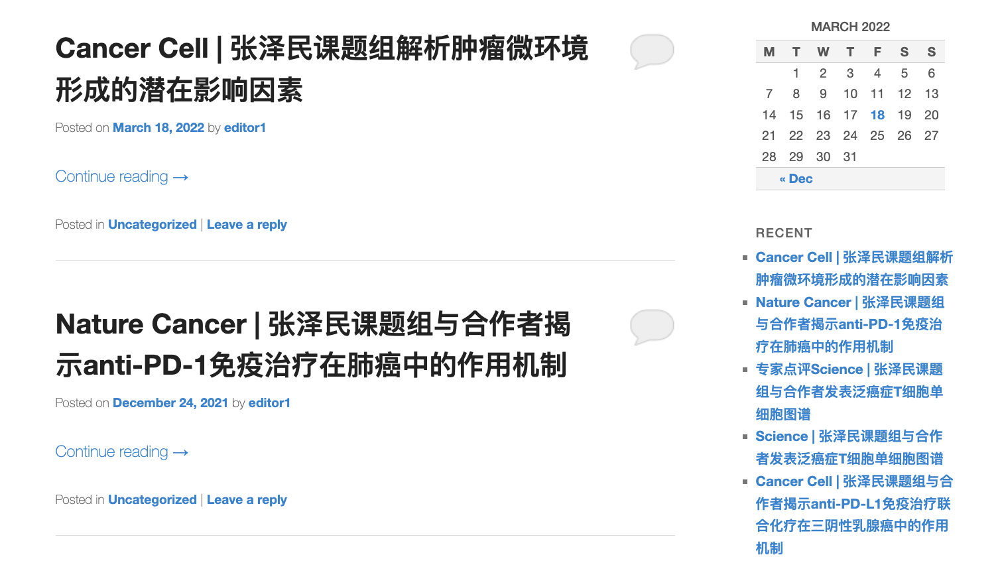 Cancer Cell | 张泽民课题组解析肿瘤微环境
形成的潜在影响因素
Posted on March 18, 2022 by editor1
Continue reading →
Posted in Uncategorized | Leave a reply
Nature Cancer | 张泽民课题组与合作者揭
示anti-PD-1免疫治疗在肺癌中的作用机制
Posted on December 24, 2021 by editor1
Continue reading →
Posted in Uncategorized | Leave a reply
MARCH 2022
M T W T F S S
1 2 3 4 5 6
7 8 9 10 11 12 13
14 15 16 17 18 19 20
21 22 23 24 25 26 27
28 29 30 31
« Dec
RECENT
Cancer Cell | 张泽民课题组解析
肿瘤微环境形成的潜在影响因素
Nature Cancer | 张泽民课题组
与合作者揭示anti-PD-1免疫治
疗在肺癌中的作用机制
专家点评Science | 张泽民课题
组与合作者发表泛癌症T细胞单
细胞图谱
Science | 张泽民课题组与合作
者发表泛癌症T细胞单细胞图谱
Cancer Cell | 张泽民课题组与合
作者揭示anti-PD-L1免疫治疗联
合化疗在三阴性乳腺癌中的作用
机制